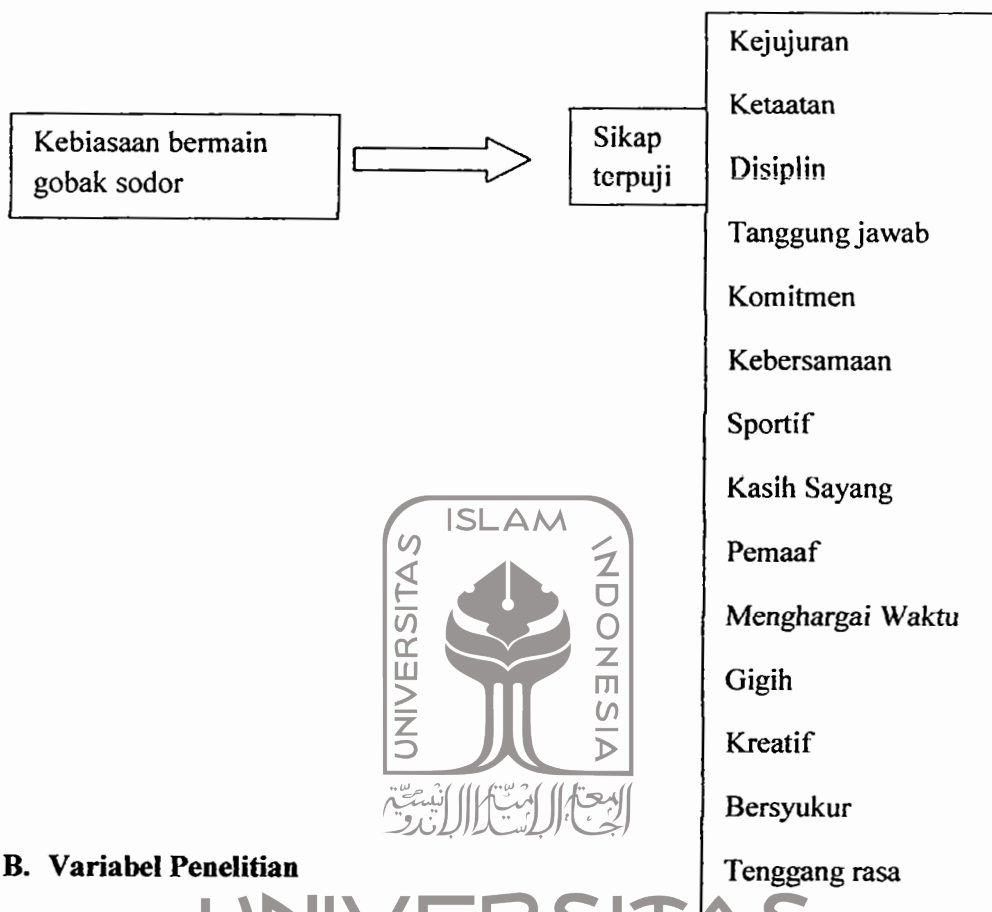 Kebiasaan bermain
gobak sodor
Sikap
terpuji
Kejujuran
Ketaatan
Disiplin
Tanggung jawab
Komitmen
Kebersamaan
Sportif
Kasih Sayang
Pemaaf
Menghargai Waktu
Gigih
Kreatif
Bersyukur
Tenggang rasa
UNIVERSITAS ISLAM INDONESIA
B. Variabel Penelitian
UNIVERSITAS